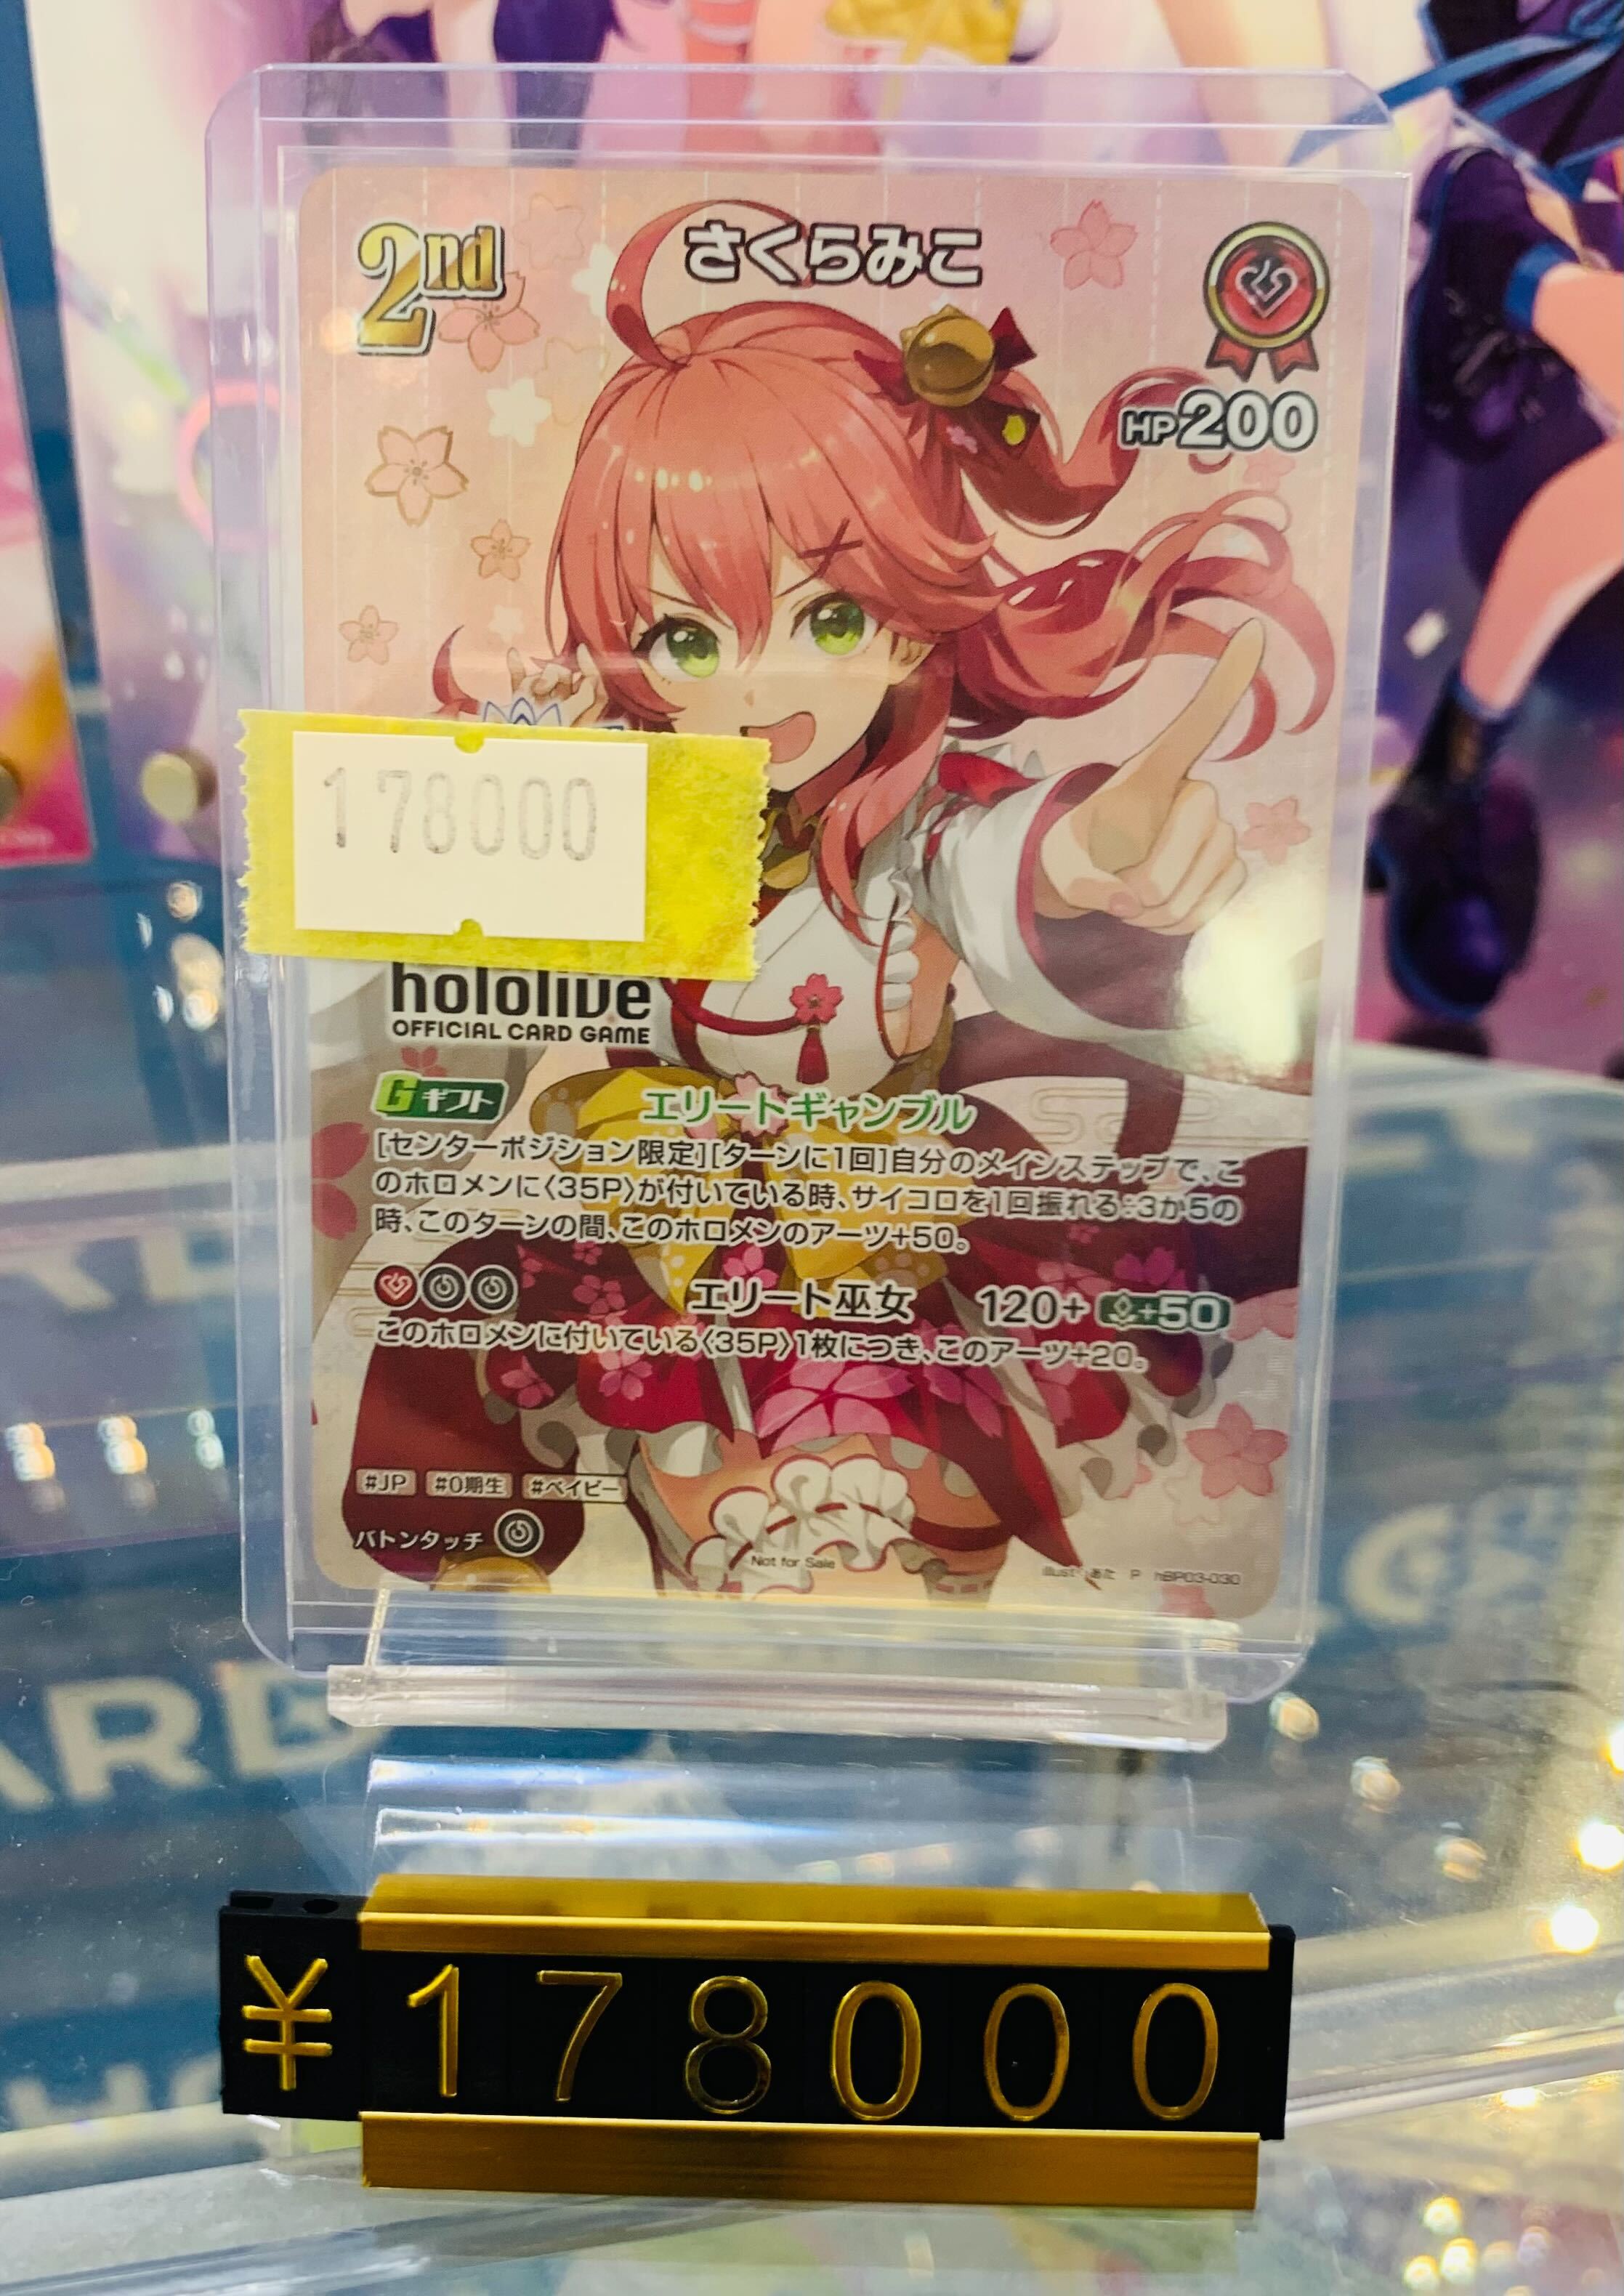 2nd
さくらみこ
HP200
178000
hololive
OFFICIAL CARD GAME
Gギフト エリートギャンブル
[センターポジション限定][ターンに1回]自分のメインステップで、こ
のホロメンに〈35P〉が付いている時、サイコロを1回振れる:3か5の
時、このターンの間、このホロメンのアーツ+50。
エリート巫女 120+ +50
このホロメンに付いている〈35P〉1枚につき、このアーツ+20。
#JP #0期生 #ベイビー
バトンタッチ
Not for Sale
illust あた P hBP03-030
¥178000